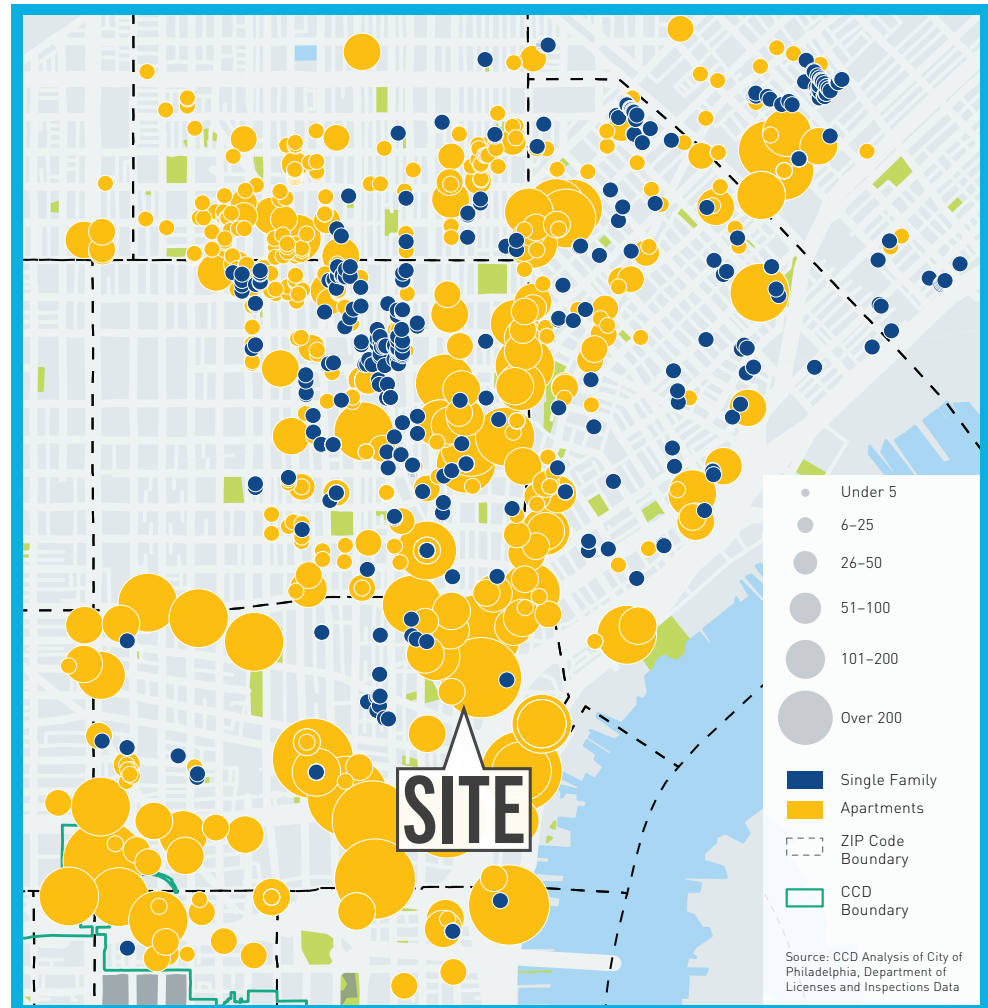 SITE
Under 5
6–25
26–50
51–100
101–200
Over 200
Single Family
Apartments
ZIP Code
Boundary
CCD
Boundary
Source: CCD Analysis of City of
Philadelphia, Department of
Licenses and Inspections Data